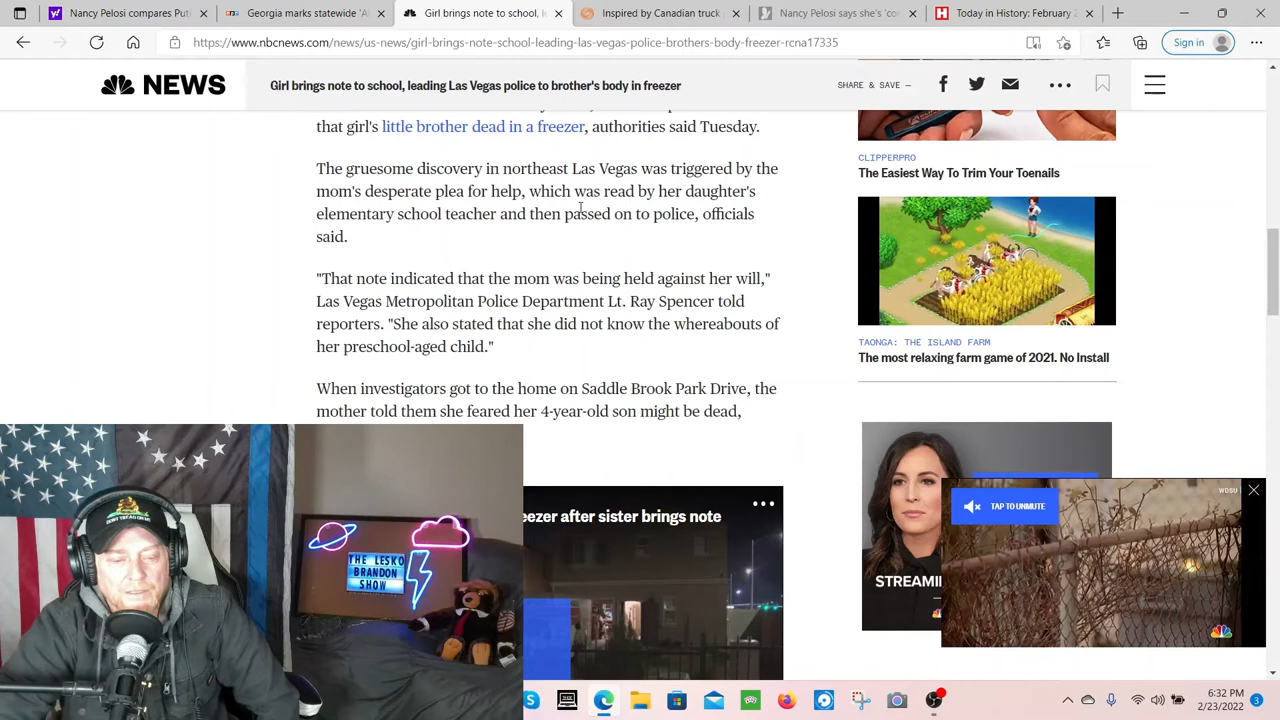 Nancy Pelosi compares Put
Georgia marks statewide 'Al
Girl brings note to school, l
Inspired by Canadian truck
Nancy Pelosi says she's 'co
Today in History: February 2
https://www.nbcnews.com/news/us-news/girl-brings-note-school-leading-las-vegas-police-brothers-body-freezer-rcna17335
Sign in
NEWS
Girl brings note to school, leading Las Vegas police to brother's body in freezer
SHARE & SAVE —
that girl's little brother dead in a freezer, authorities said Tuesday.
The gruesome discovery in northeast Las Vegas was triggered by the
mom's desperate plea for help, which was read by her daughter's
elementary school teacher and then passed on to police, officials
said.
"That note indicated that the mom was being held against her will,"
Las Vegas Metropolitan Police Department Lt. Ray Spencer told
reporters. "She also stated that she did not know the whereabouts of
her preschool-aged child."
When investigators got to the home on Saddle Brook Park Drive, the
mother told them she feared her 4-year-old son might be dead,
CLIPPERPRO
The Easiest Way To Trim Your Toenails
TAONGA: THE ISLAND FARM
The most relaxing farm game of 2021. No Install
STREAMI
WDSU
TAP TO UNMUTE
eezer after sister brings note
THE LESKO
BRANDON
SHOW
DON'T TREAD ON ME
6:32 PM
2/23/2022
3